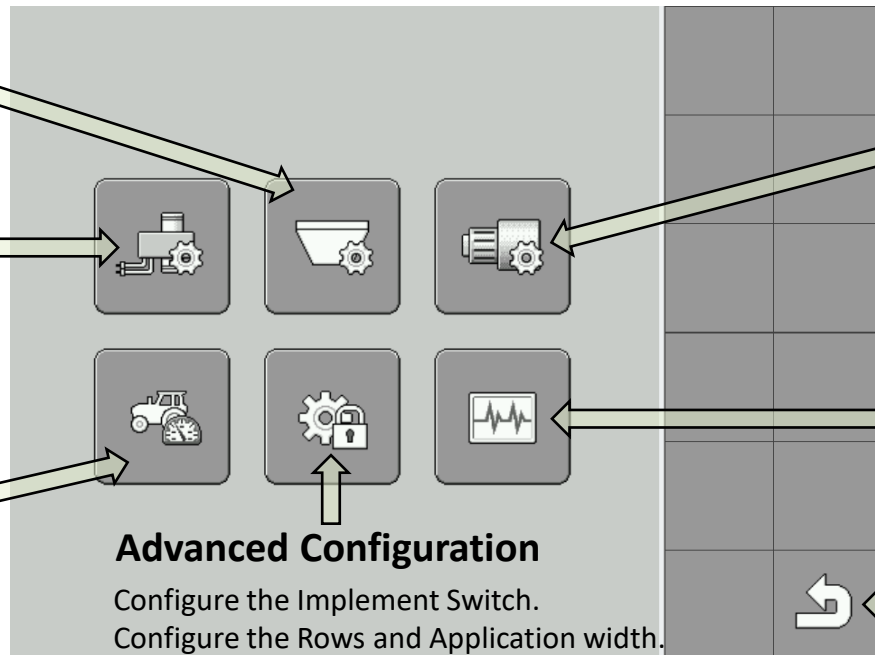 Advanced Configuration
Configure the Implement Switch.
Configure the Rows and Application width.